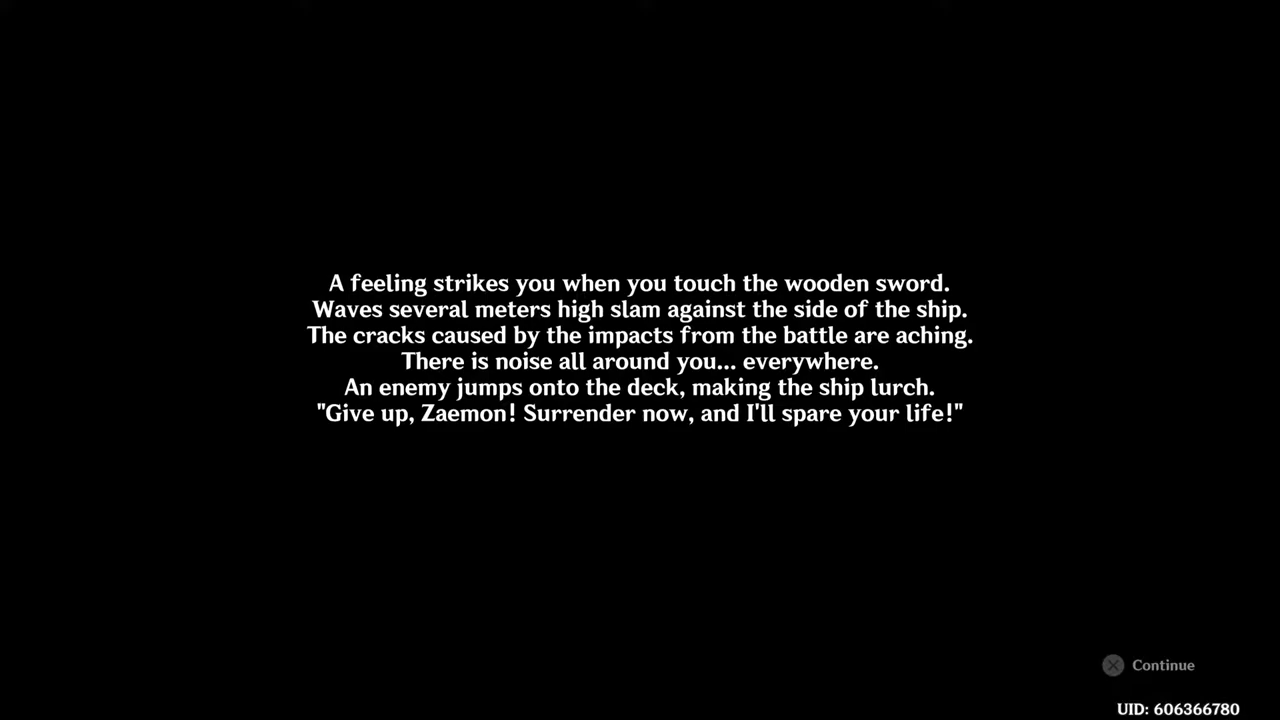 A feeling strikes you when you touch the wooden sword.
Waves several meters high slam against the side of the ship.
The cracks caused by the impacts from the battle are aching.
There is noise all around you... everywhere.
An enemy jumps onto the deck, making the ship lurch.
"Give up, Zaemon! Surrender now, and I'll spare your life!"
Continue
UID: 606366780